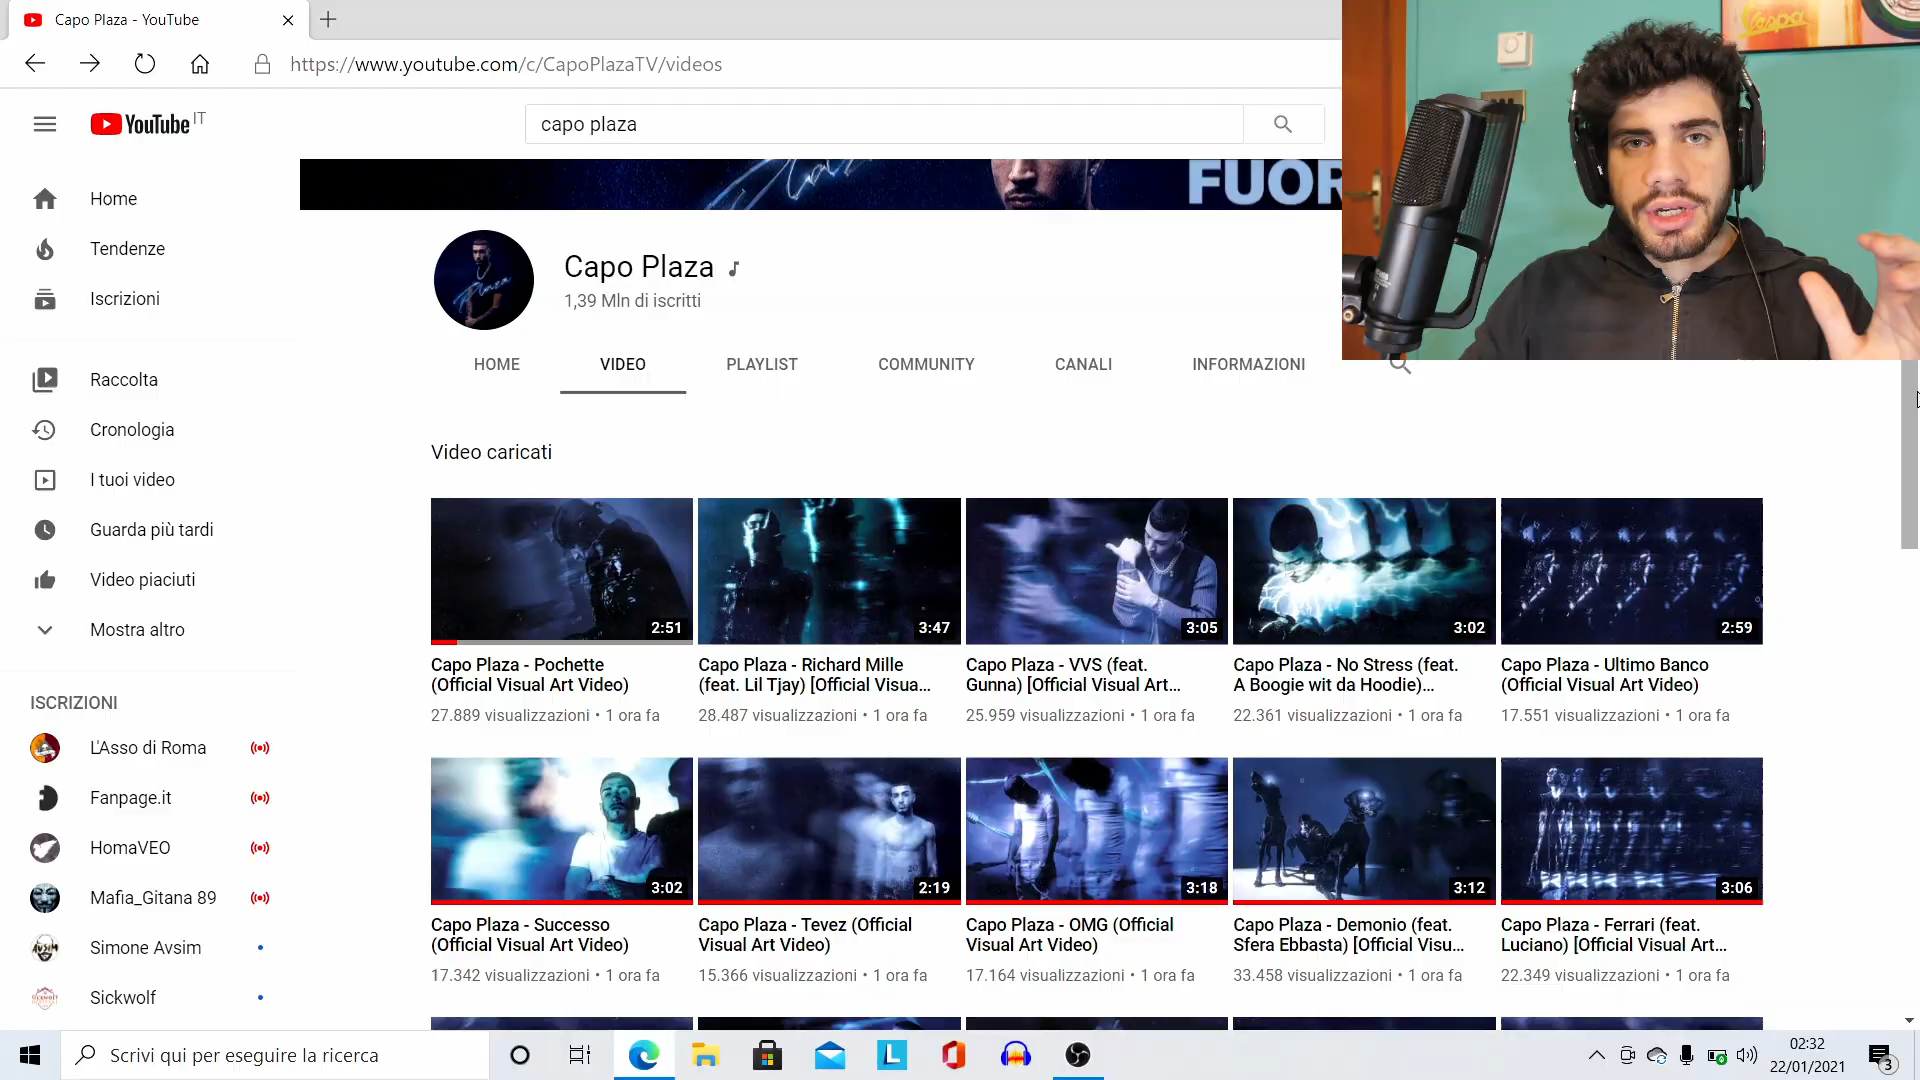 Capo Plaza - YouTube
https://www.youtube.com/c/CapoPlazaTV/videos
YouTube IT
capo plaza
Vespa
FUOR
Home
Tendenze
Iscrizioni
Raccolta
Cronologia
I tuoi video
Guarda più tardi
Video piaciuti
Mostra altro
ISCRIZIONI
L'Asso di Roma
Fanpage.it
HomaVEO
Mafia_Gitana 89
Simone Avsim
Sickwolf
Plaza
Capo Plaza
1,39 Mln di iscritti
HOME VIDEO PLAYLIST COMMUNITY CANALI INFORMAZIONI
Video caricati
2:51 3:47 3:05 3:02 2:59
Capo Plaza - Pochette
(Official Visual Art Video)
27.889 visualizzazioni • 1 ora fa
Capo Plaza - Richard Mille
(feat. Lil Tjay) [Official Visua...
28.487 visualizzazioni • 1 ora fa
Capo Plaza - VVS (feat.
Gunna) [Official Visual Art...
25.959 visualizzazioni • 1 ora fa
Capo Plaza - No Stress (feat.
A Boogie wit da Hoodie)...
22.361 visualizzazioni • 1 ora fa
Capo Plaza - Ultimo Banco
(Official Visual Art Video)
17.551 visualizzazioni • 1 ora fa
3:02 2:19 3:18 3:12 3:06
Capo Plaza - Successo
(Official Visual Art Video)
17.342 visualizzazioni • 1 ora fa
Capo Plaza - Tevez (Official
Visual Art Video)
15.366 visualizzazioni • 1 ora fa
Capo Plaza - OMG (Official
Visual Art Video)
17.164 visualizzazioni • 1 ora fa
Capo Plaza - Demonio (feat.
Sfera Ebbasta) [Official Visu...
33.458 visualizzazioni • 1 ora fa
Capo Plaza - Ferrari (feat.
Luciano) [Official Visual Art...
22.349 visualizzazioni • 1 ora fa
Scrivi qui per eseguire la ricerca
02:32
22/01/2021
3